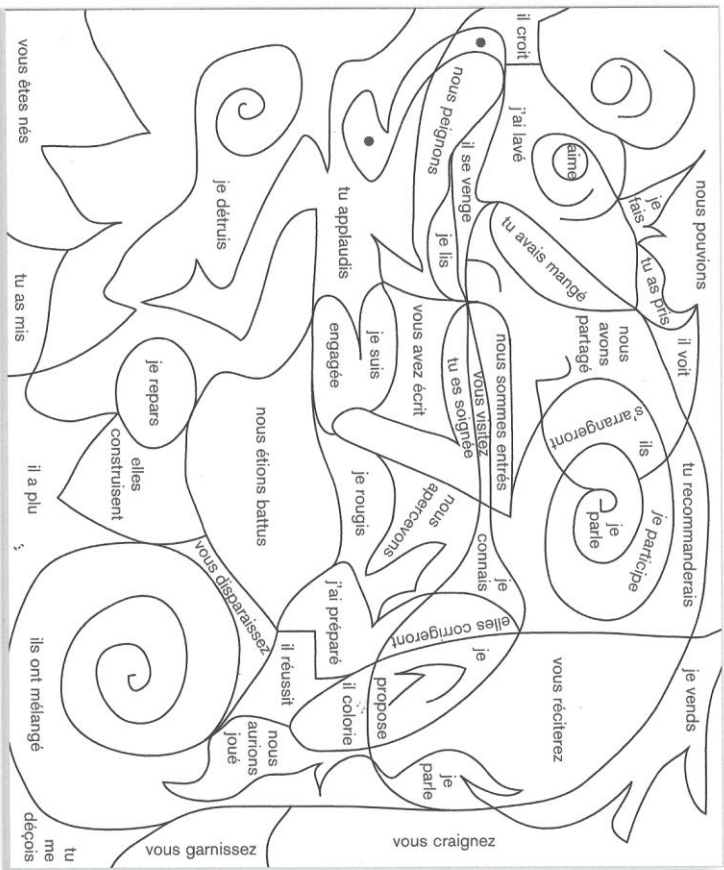 nous pouvions
tu recommanderais
je vends
il voit
tu as pris
je
fais
ils
s'arrangeront
je participe
nous
avons
partagé
je
parle
aime
vous réciterez
tu avais mangé
il croit
j'ai lavé
nous sommes entrés
vous visitez
tu es soignée
je
connais
je
propose
elles corrigeront
vous craignez
il se venge
nous peignons
je lis
vous avez écrit
nous
apercevons
je
parle
je suis
engagée
je rougis
il colorie
tu applaudis
j'ai préparé
il réussit
nous étions battus
nous
aurions
joué
vous disparaissez
je détruis
vous garnissez
je repars
elles
construisent
tu
me
déçois
ils ont mélangé
il a plu
tu as mis
vous êtes nés